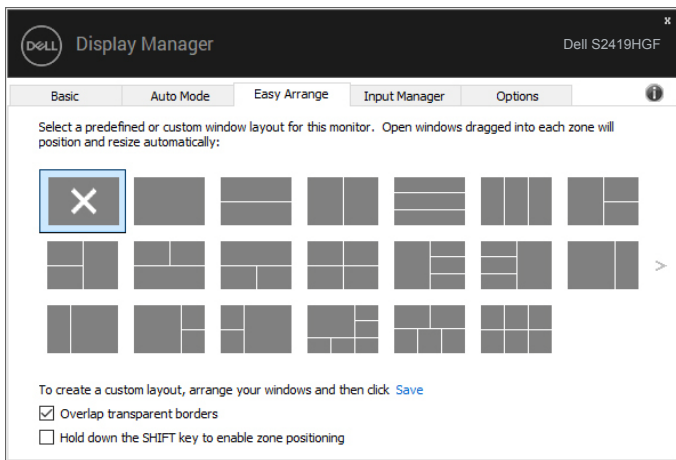 x
DELL
Display Manager
Dell S2419HGF
Basic
Auto Mode
Easy Arrange
Input Manager
Options
i
Select a predefined or custom window layout for this monitor. Open windows dragged into each zone will
position and resize automatically:
>
To create a custom layout, arrange your windows and then click Save
Overlap transparent borders
Hold down the SHIFT key to enable zone positioning